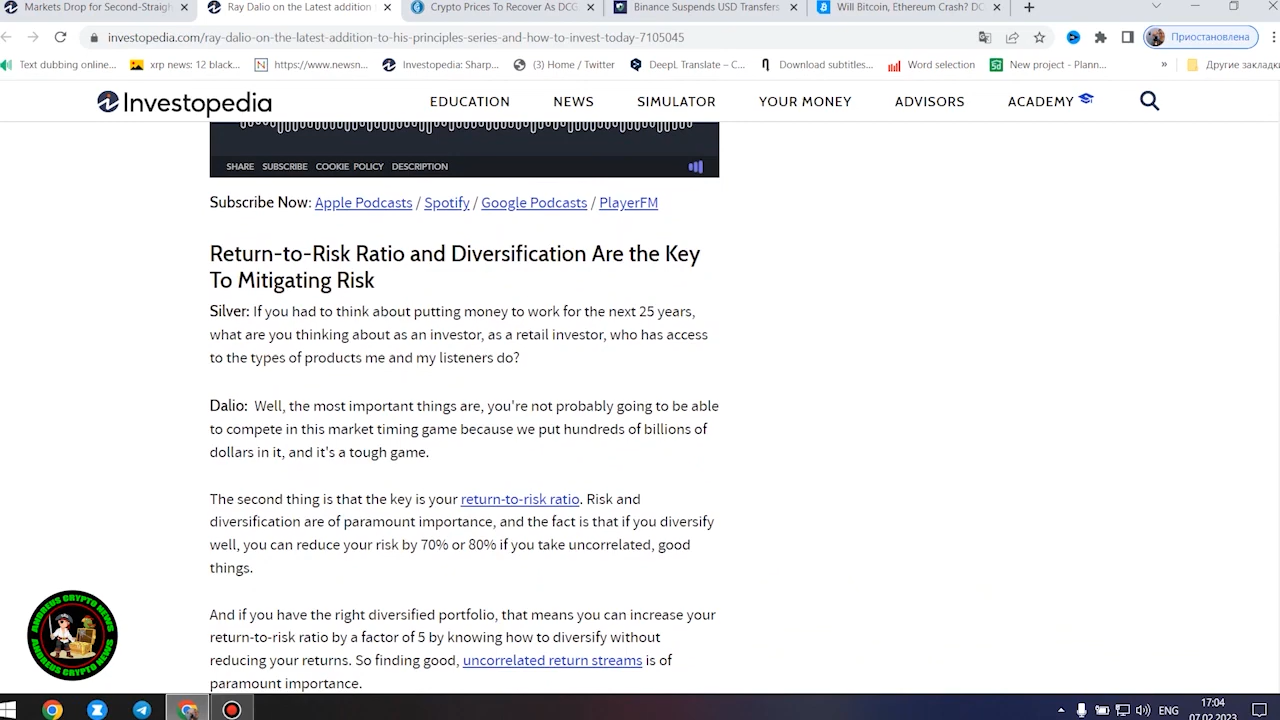 Markets Drop for Second-Straigh
Ray Dalio on the Latest addition
Crypto Prices To Recover As DCG
Binance Suspends USD Transfers
Will Bitcoin, Ethereum Crash? DC
investopedia.com/ray-dalio-on-the-latest-addition-to-his-principles-series-and-how-to-invest-today-7105045
Приостановлена
Text dubbing online...
xrp news: 12 black...
https://www.newsn...
Investopedia: Sharp...
(3) Home / Twitter
DeepL Translate – C...
Download subtitles...
Word selection
New project - Plann...
»
Другие закладки
Investopedia
EDUCATION
NEWS
SIMULATOR
YOUR MONEY
ADVISORS
ACADEMY
SHARE SUBSCRIBE COOKIE POLICY DESCRIPTION
Subscribe Now: Apple Podcasts / Spotify / Google Podcasts / PlayerFM
Return-to-Risk Ratio and Diversification Are the Key
To Mitigating Risk
Silver: If you had to think about putting money to work for the next 25 years,
what are you thinking about as an investor, as a retail investor, who has access
to the types of products me and my listeners do?
Dalio: Well, the most important things are, you're not probably going to be able
to compete in this market timing game because we put hundreds of billions of
dollars in it, and it's a tough game.
The second thing is that the key is your return-to-risk ratio. Risk and
diversification are of paramount importance, and the fact is that if you diversify
well, you can reduce your risk by 70% or 80% if you take uncorrelated, good
things.
And if you have the right diversified portfolio, that means you can increase your
return-to-risk ratio by a factor of 5 by knowing how to diversify without
reducing your returns. So finding good, uncorrelated return streams is of
paramount importance.
ANDREUS CRYPTO NEWS
ANDREUS CRYPTO NEWS
ENG
17:04
07.02.2023